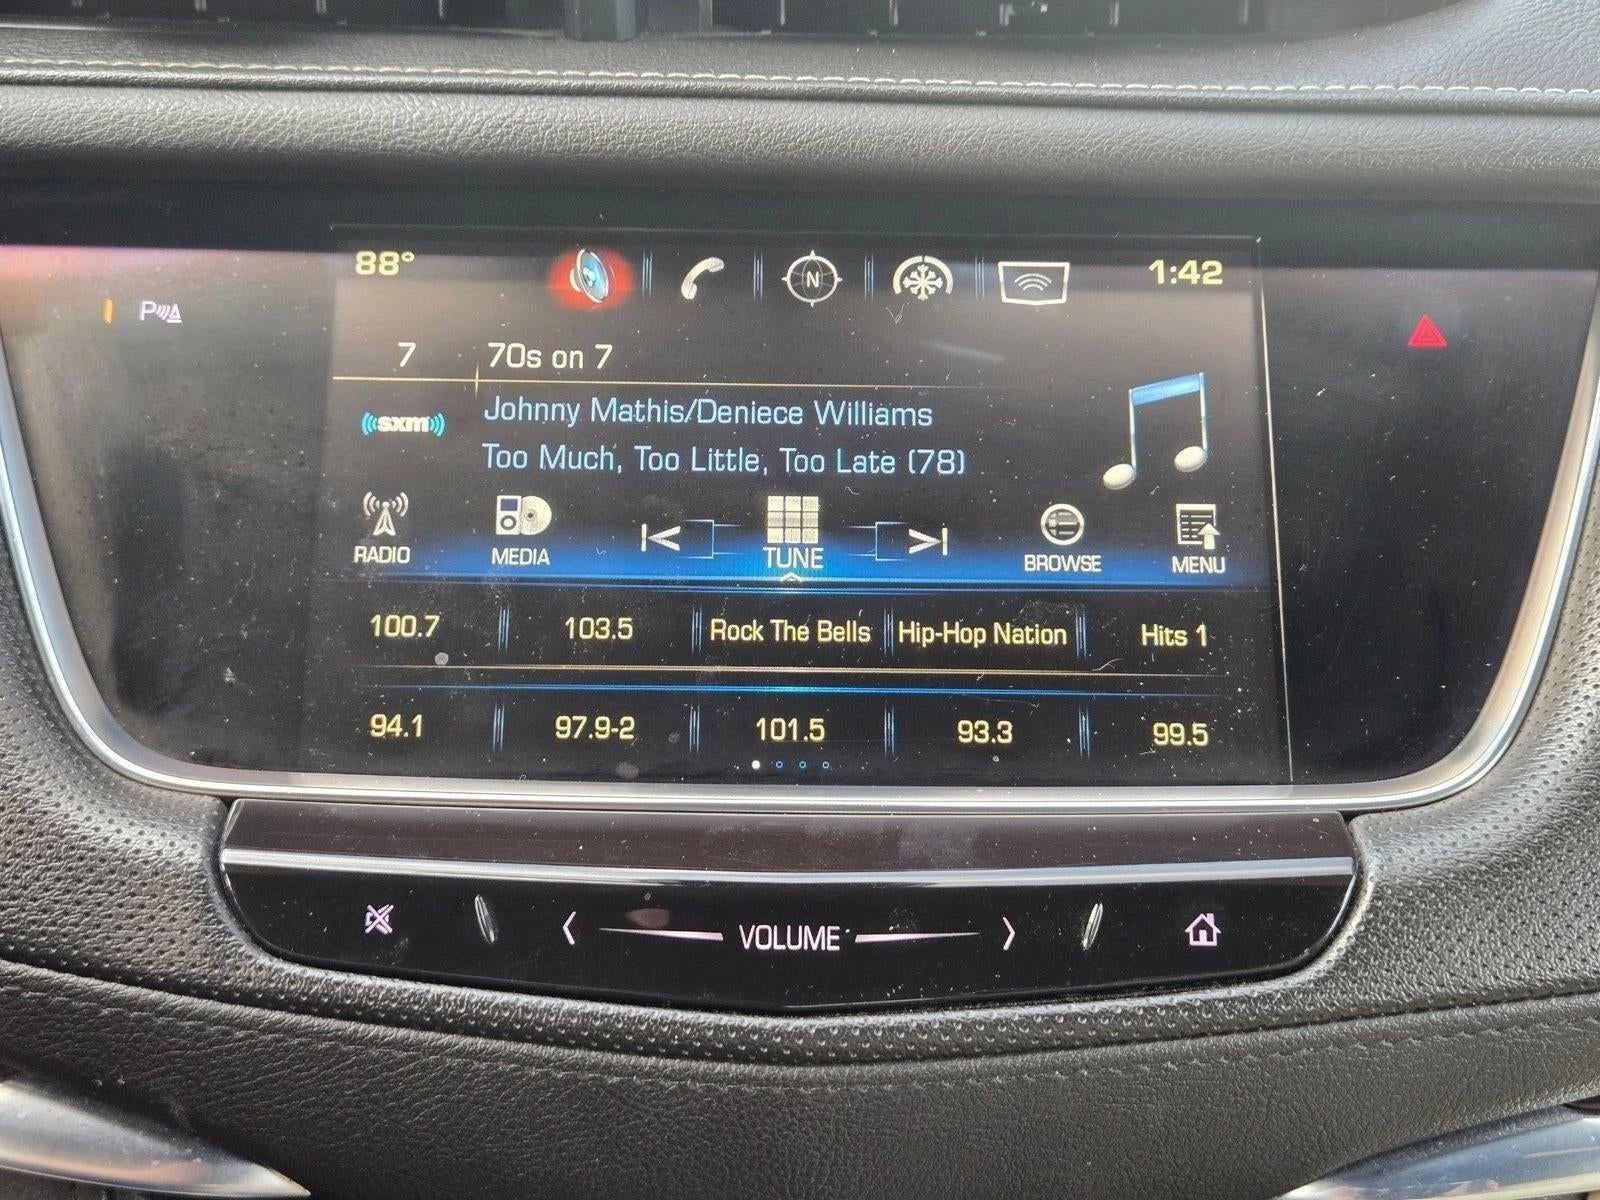 88° N 1:42
P
7 70s on 7
Johnny Mathis/Deniece Williams
((sxm))
Too Much, Too Little, Too Late (78)
RADIO MEDIA TUNE BROWSE MENU
100.7 103.5 Rock The Bells Hip-Hop Nation Hits 1
94.1 97.9-2 101.5 93.3 99.5
VOLUME